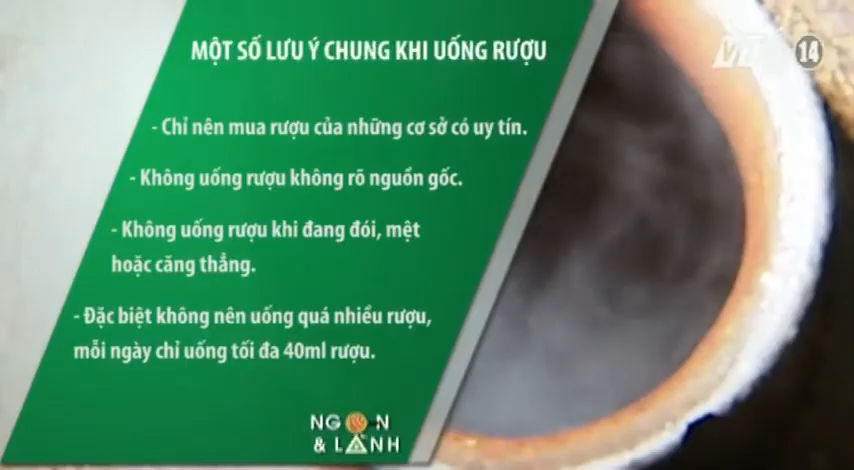 MỘT SỐ LƯU Ý CHUNG KHI UỐNG RƯỢU
VTC 14
- Chỉ nên mua rượu của những cơ sở có uy tín.
- Không uống rượu không rõ nguồn gốc.
- Không uống rượu khi đang đói, mệt
hoặc căng thẳng.
- Đặc biệt không nên uống quá nhiều rượu,
mỗi ngày chỉ uống tối đa 40ml rượu.
NGON
& LÀNH